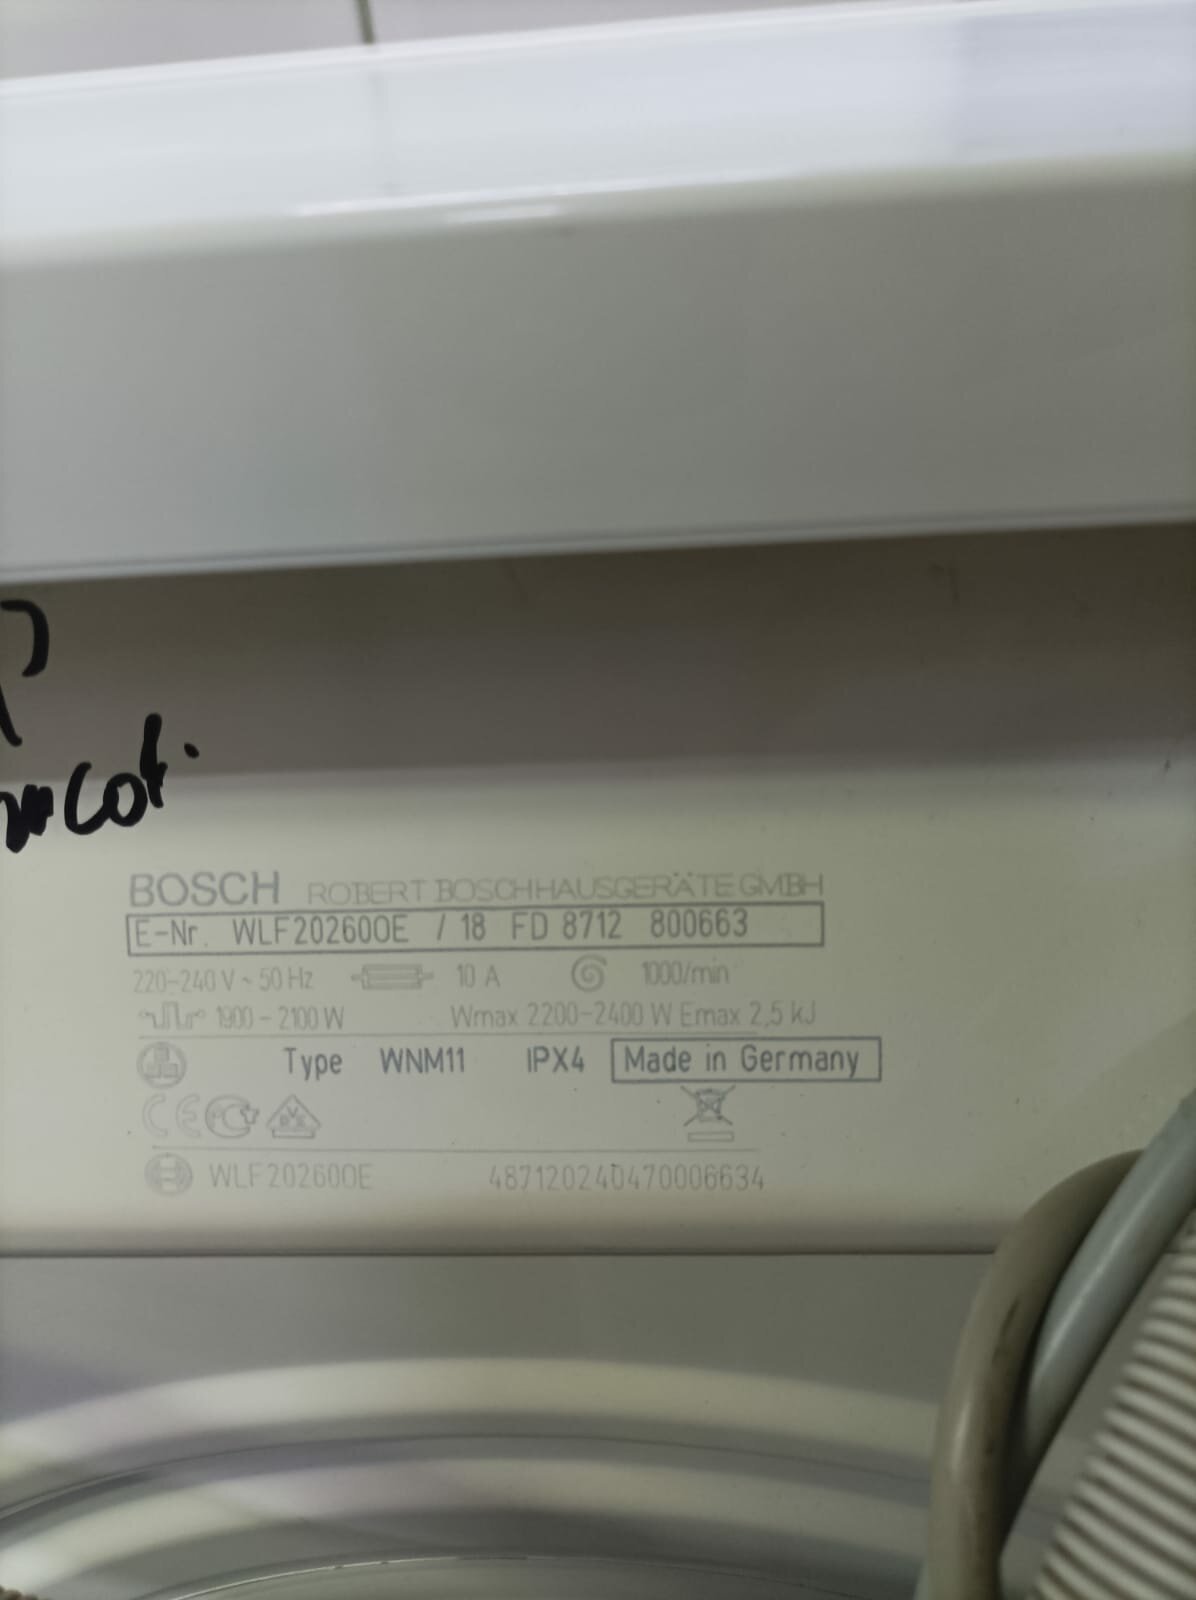 BOSCH ROBERT BOSCH HAUSGERÄTE GMBH
E-Nr. WLF20260OE / 18 FD 8712 800663
220-240 V ~ 50 Hz 10 A 1000/min
1900 - 2100 W Wmax 2200-2400 W Emax 2,5 kJ
Type WNM11 IPX4 Made in Germany
CE
WLF20260OE 487120240470006634